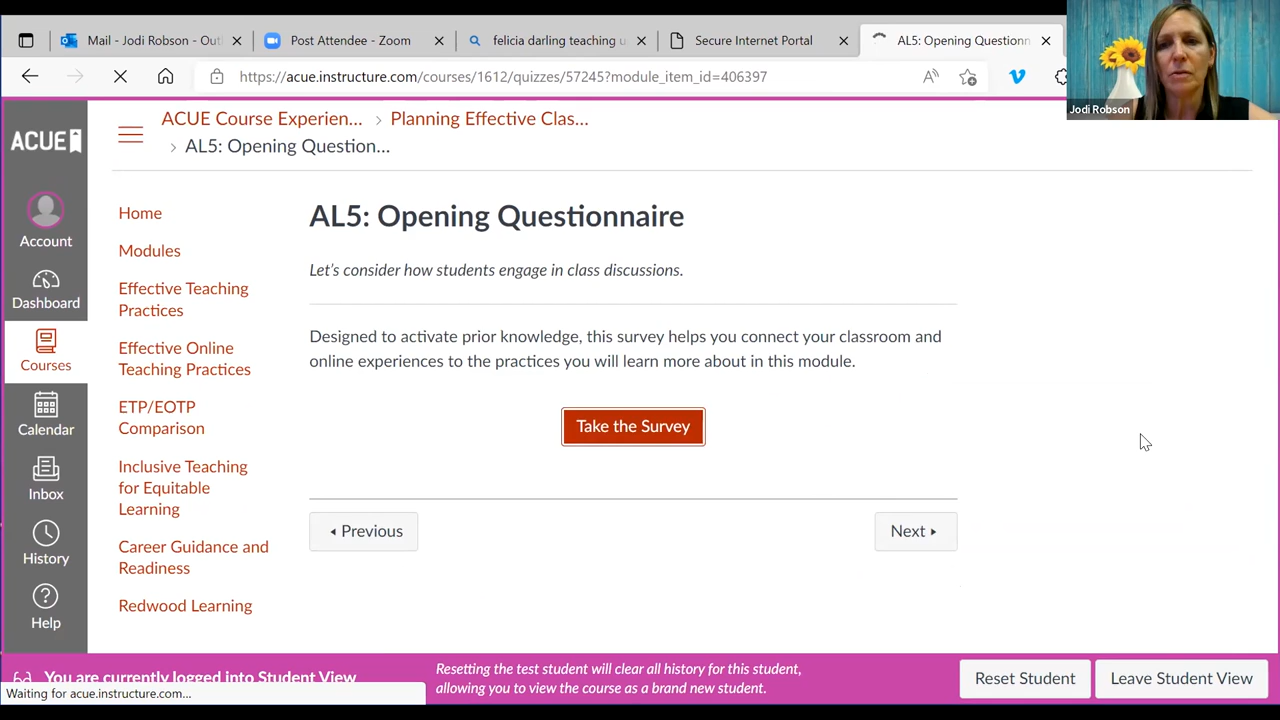 Mail - Jodi Robson - Out
Post Attendee - Zoom
felicia darling teaching u
Secure Internet Portal
AL5: Opening Questionn
https://acue.instructure.com/courses/1612/quizzes/57245?module_item_id=406397
Jodi Robson
ACUE
ACUE Course Experien... > Planning Effective Clas...
> AL5: Opening Question...
Account
Dashboard
Courses
Calendar
Inbox
History
Help
Home
Modules
Effective Teaching
Practices
Effective Online
Teaching Practices
ETP/EOTP
Comparison
Inclusive Teaching
for Equitable
Learning
Career Guidance and
Readiness
Redwood Learning
AL5: Opening Questionnaire
Let's consider how students engage in class discussions.
Designed to activate prior knowledge, this survey helps you connect your classroom and
online experiences to the practices you will learn more about in this module.
Take the Survey
Previous
Next
You are currently logged into Student View
Waiting for acue.instructure.com...
Resetting the test student will clear all history for this student,
allowing you to view the course as a brand new student.
Reset Student
Leave Student View